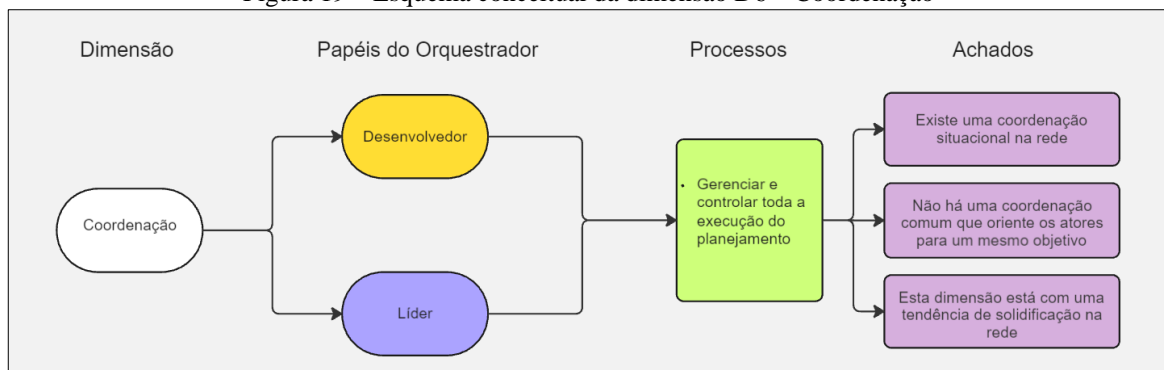 Dimensão
Papéis do Orquestrador
Processos
Achados
Coordenação
Desenvolvedor
Líder
• Gerenciar e
controlar toda a
execução do
planejamento
Existe uma coordenação
situacional na rede
Não há uma coordenação
comum que oriente os atores
para um mesmo objetivo
Esta dimensão está com uma
tendência de solidificação na
rede